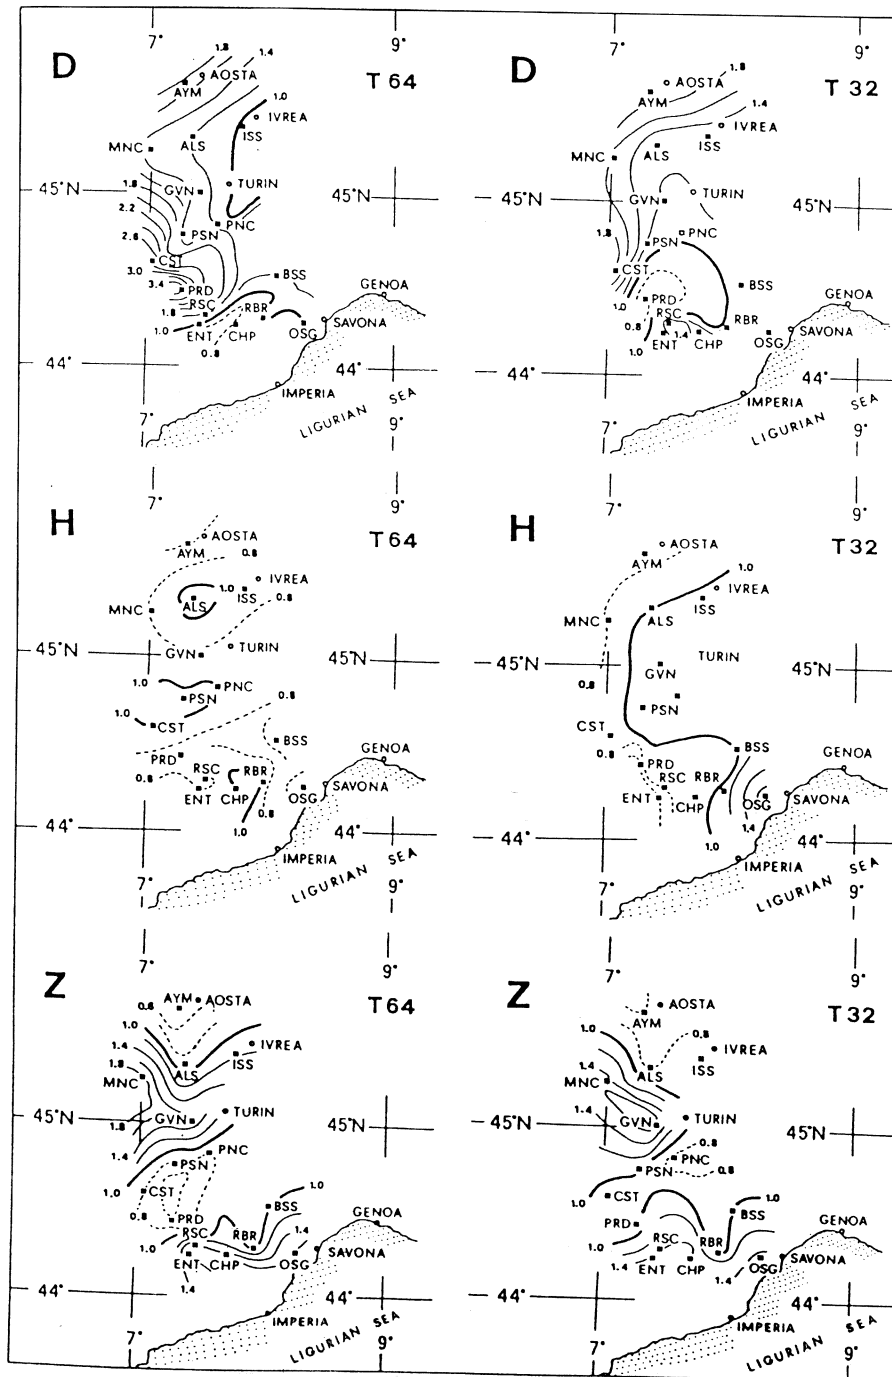 7° 9° 7° 9°
D T 64 D T 32
1.8 1.4 AOSTA AYM 1.0 IVREA ISS ALS MNC
45°N 1.8 GVN TURIN 45°N
2.2 PNC PSN
2.6 CST BSS
3.0 3.4 PRD GENOA
RSC RBR
1.8 1.0 ENT CHP OSG SAVONA
0.8
44° 44°
IMPERIA LIGURIAN SEA
7° 9°
1.8 AOSTA AYM 1.4 IVREA ISS ALS MNC
45°N GVN TURIN 45°N
1.8 PSN PNC
CST BSS
1.0 PRD GENOA
RSC RBR
0.8 ENT 1.4 CHP OSG SAVONA
1.0
44° 44°
IMPERIA LIGURIAN SEA
7° 9°
7° 9° 7° 9°
H T 64 H T 32
AOSTA AYM 0.8
1.0 IVREA ISS ALS MNC 0.8
45°N GVN TURIN 45°N
1.0 PNC PSN
1.0 CST 0.8
BSS
PRD GENOA
0.8 RSC RBR
ENT CHP OSG SAVONA
1.0 0.8
44° 44°
IMPERIA LIGURIAN SEA
7° 9°
AOSTA AYM
1.0 IVREA ISS ALS MNC
45°N GVN TURIN 45°N
0.8 PSN
CST BSS
0.8 PRD GENOA
RSC RBR
ENT CHP OSG SAVONA
1.4 1.0
44° 44°
IMPERIA LIGURIAN SEA
7° 9°
Z T 64 Z T 32
AYM AOSTA
1.0 1.4 IVREA ISS
1.8 ALS MNC
45°N GVN TURIN 45°N
1.8 1.4 PNC PSN
1.0 CST 1.0
0.8 BSS
PRD GENOA
RSC RBR 1.4
1.0 ENT CHP OSG SAVONA
1.4
44° 44°
IMPERIA LIGURIAN SEA
7° 9°
AOSTA AYM
1.0 0.8 IVREA ISS
1.4 ALS MNC
45°N 1.4 GVN TURIN 45°N
0.8 PNC PSN 0.8
CST 1.0
BSS
PRD GENOA
1.0 RSC RBR
1.4 ENT CHP 1.4 OSG SAVONA
44° 44°
IMPERIA LIGURIAN SEA
7° 9°